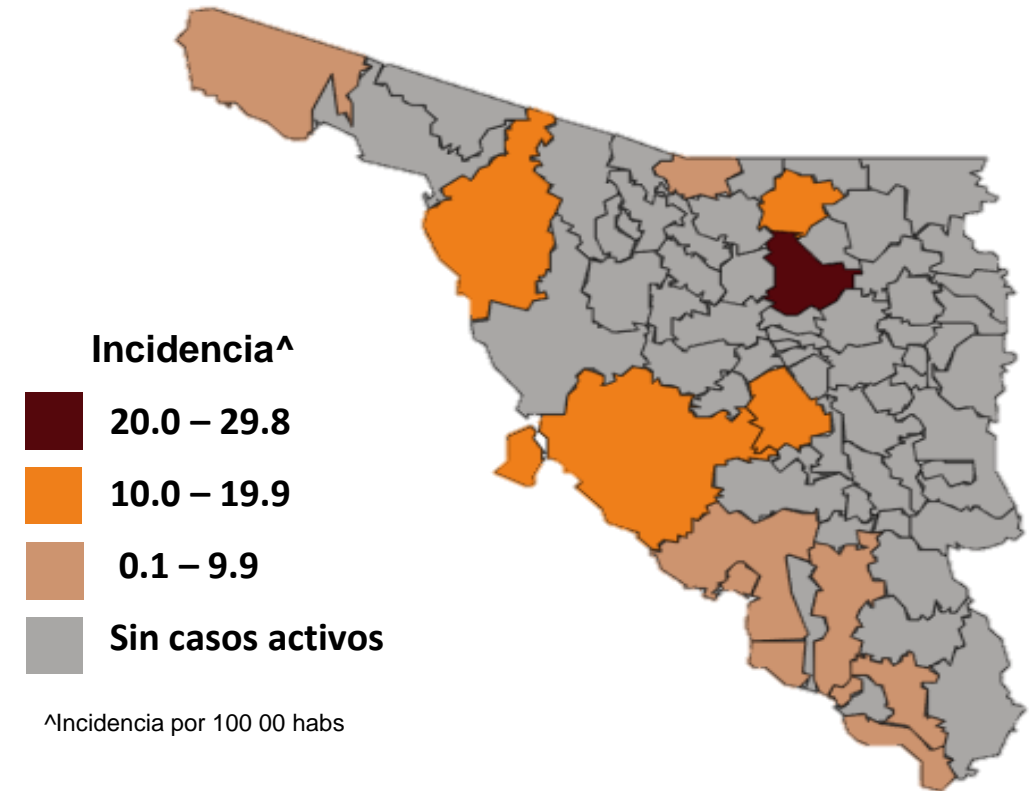 Incidencia^
20.0 – 29.8
10.0 – 19.9
0.1 – 9.9
Sin casos activos
^Incidencia por 100 00 habs